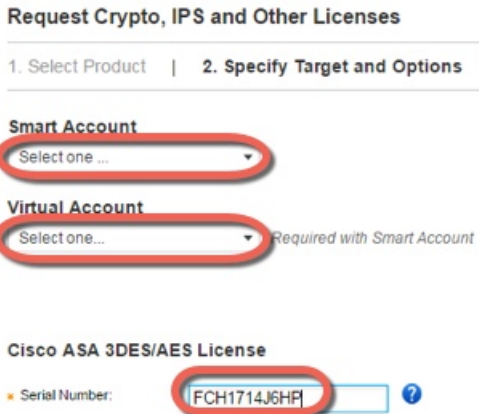 Request Crypto, IPS and Other Licenses
1. Select Product | 2. Specify Target and Options
Smart Account
Select one ...
Virtual Account
Select one... Required with Smart Account
Cisco ASA 3DES/AES License
* Serial Number: FCH1714J6HP ?